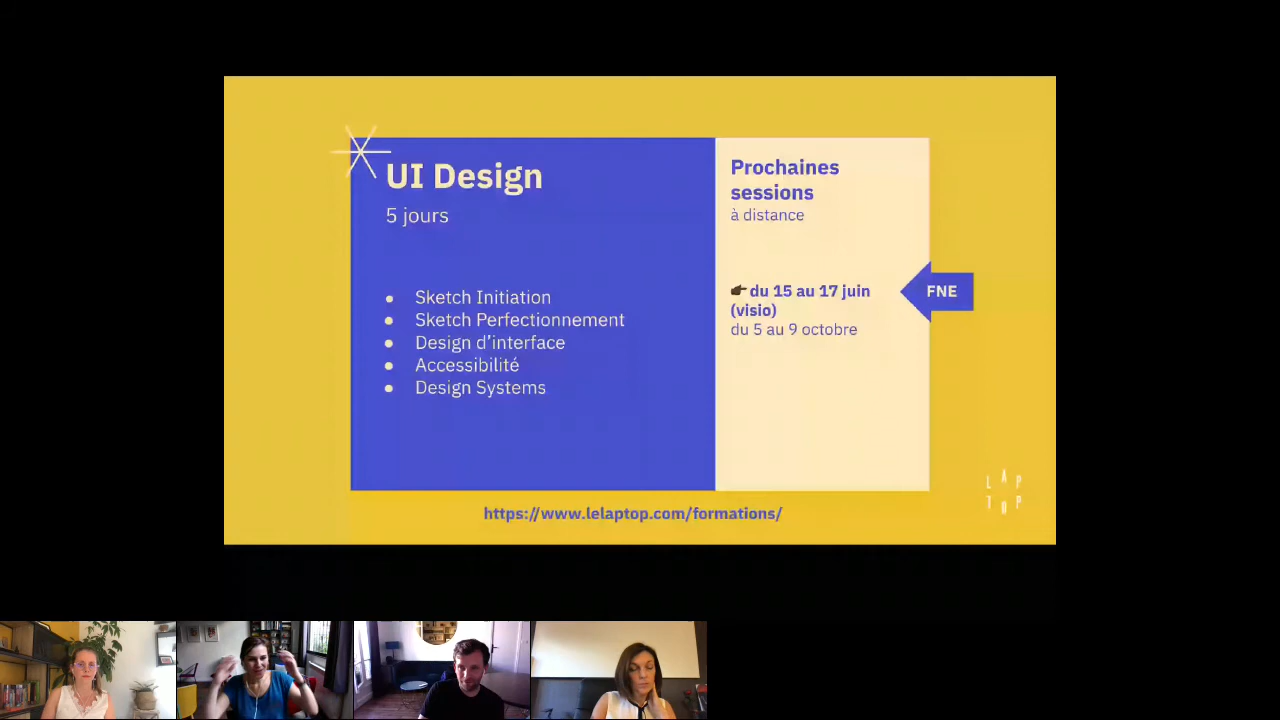 UI Design
5 jours
Sketch Initiation
Sketch Perfectionnement
Design d'interface
Accessibilité
Design Systems
Prochaines
sessions
à distance
du 15 au 17 juin
(visio)
du 5 au 9 octobre
FNE
LAPTOP
https://www.lelaptop.com/formations/